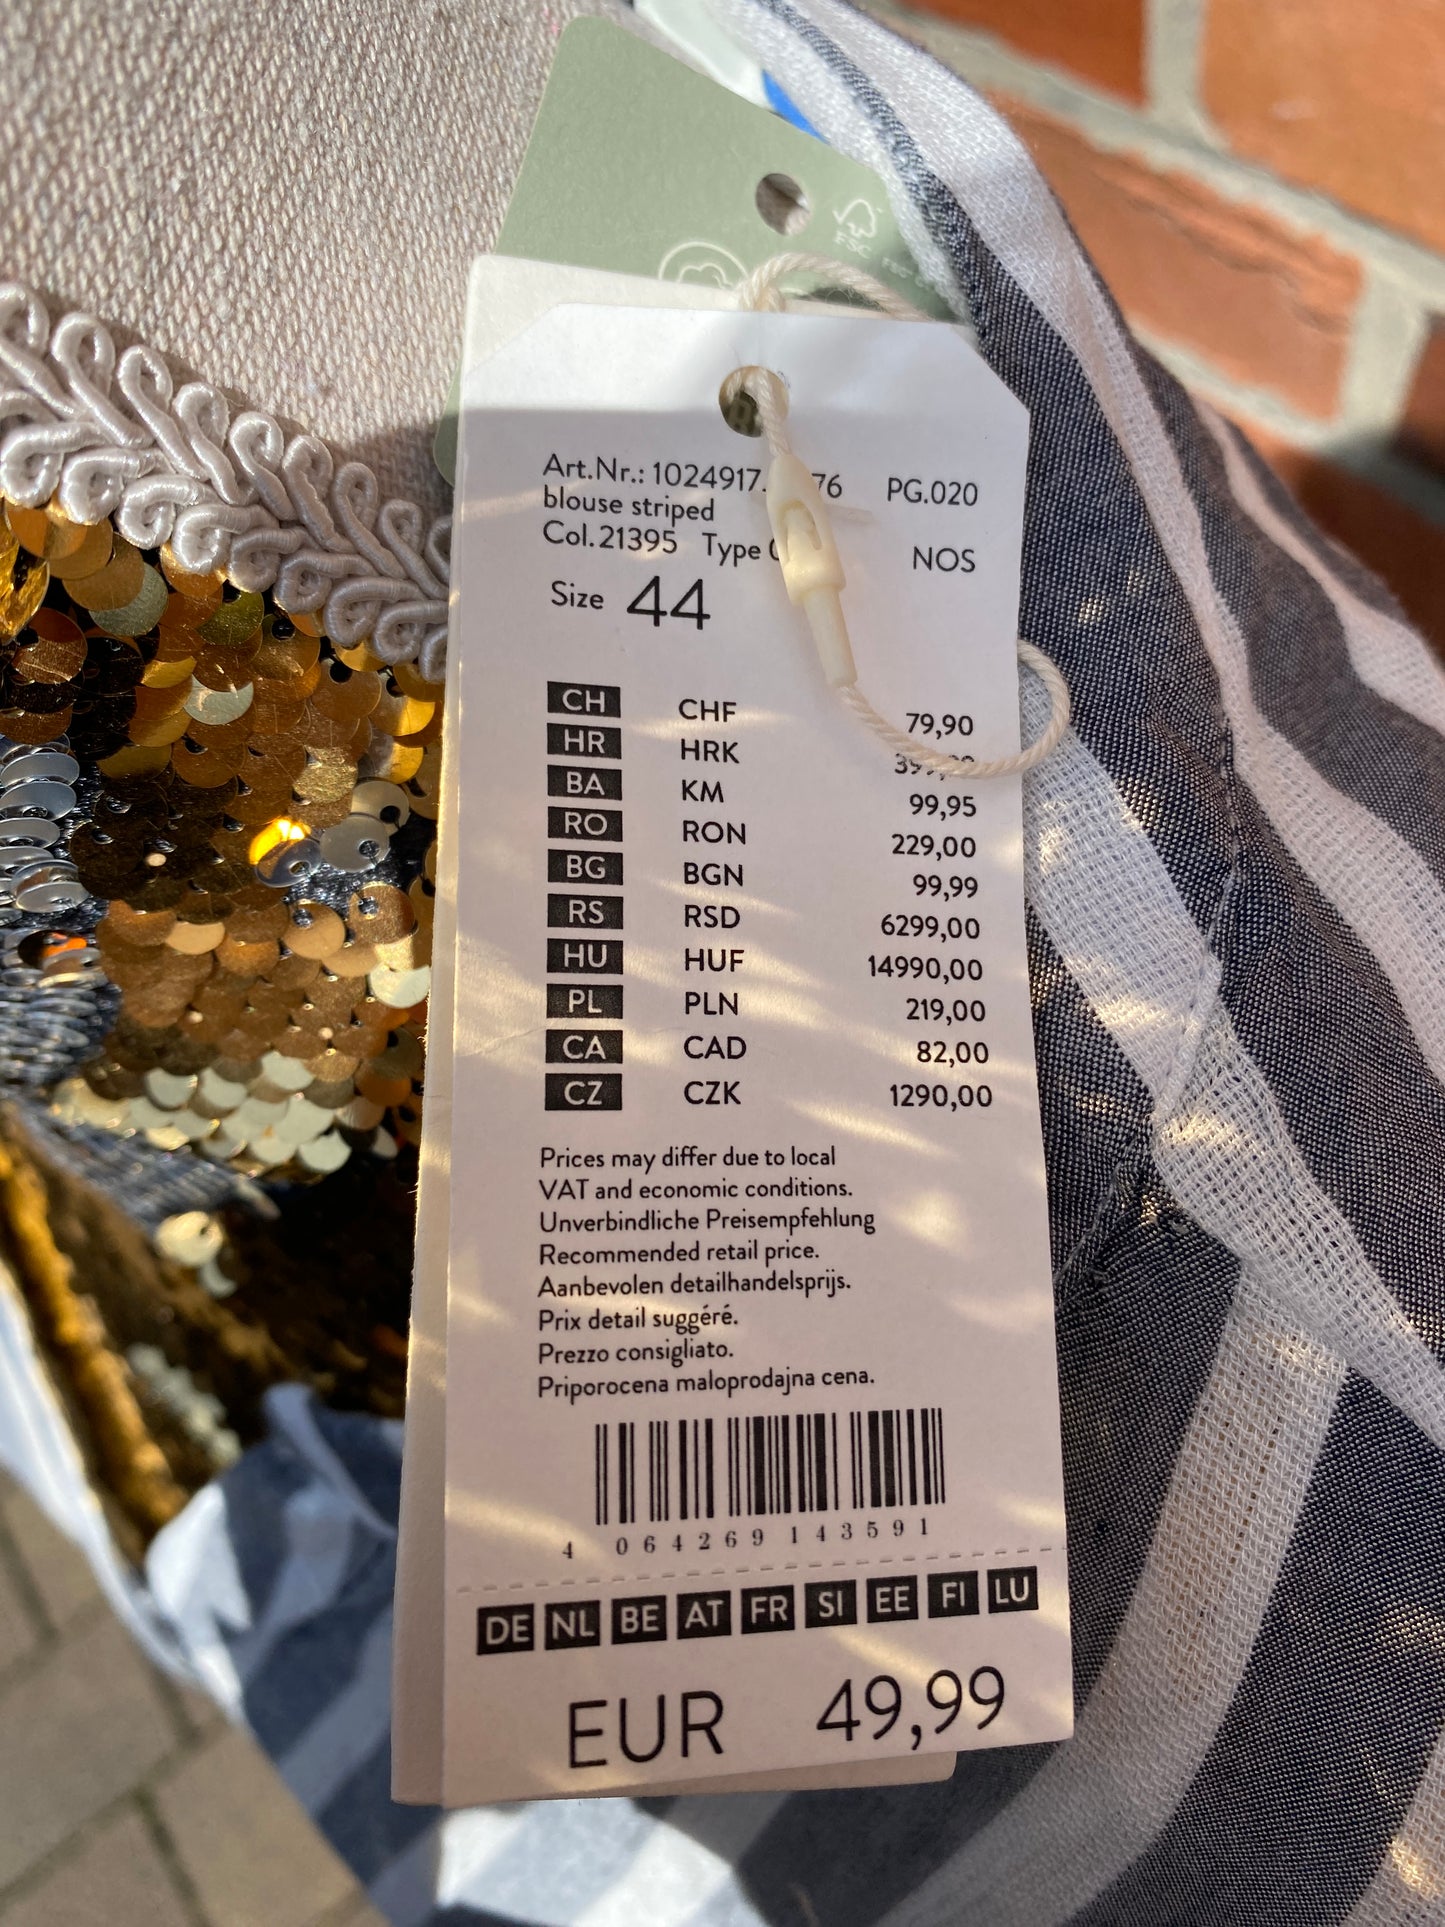 FSC
Art.Nr.: 1024917. 76 PG.020
blouse striped
Col.21395 Type NOS
Size 44
CH CHF 79,90
HR HRK
BA KM 99,95
RO RON 229,00
BG BGN 99,99
RS RSD 6299,00
HU HUF 14990,00
PL PLN 219,00
CA CAD 82,00
CZ CZK 1290,00
Prices may differ due to local
VAT and economic conditions.
Unverbindliche Preisempfehlung
Recommended retail price.
Aanbevolen detailhandelsprijs.
Prix detail suggéré.
Prezzo consigliato.
Priporocena maloprodajna cena.
4 064269 143591
DE NL BE AT FR SI EE FI LU
EUR 49,99